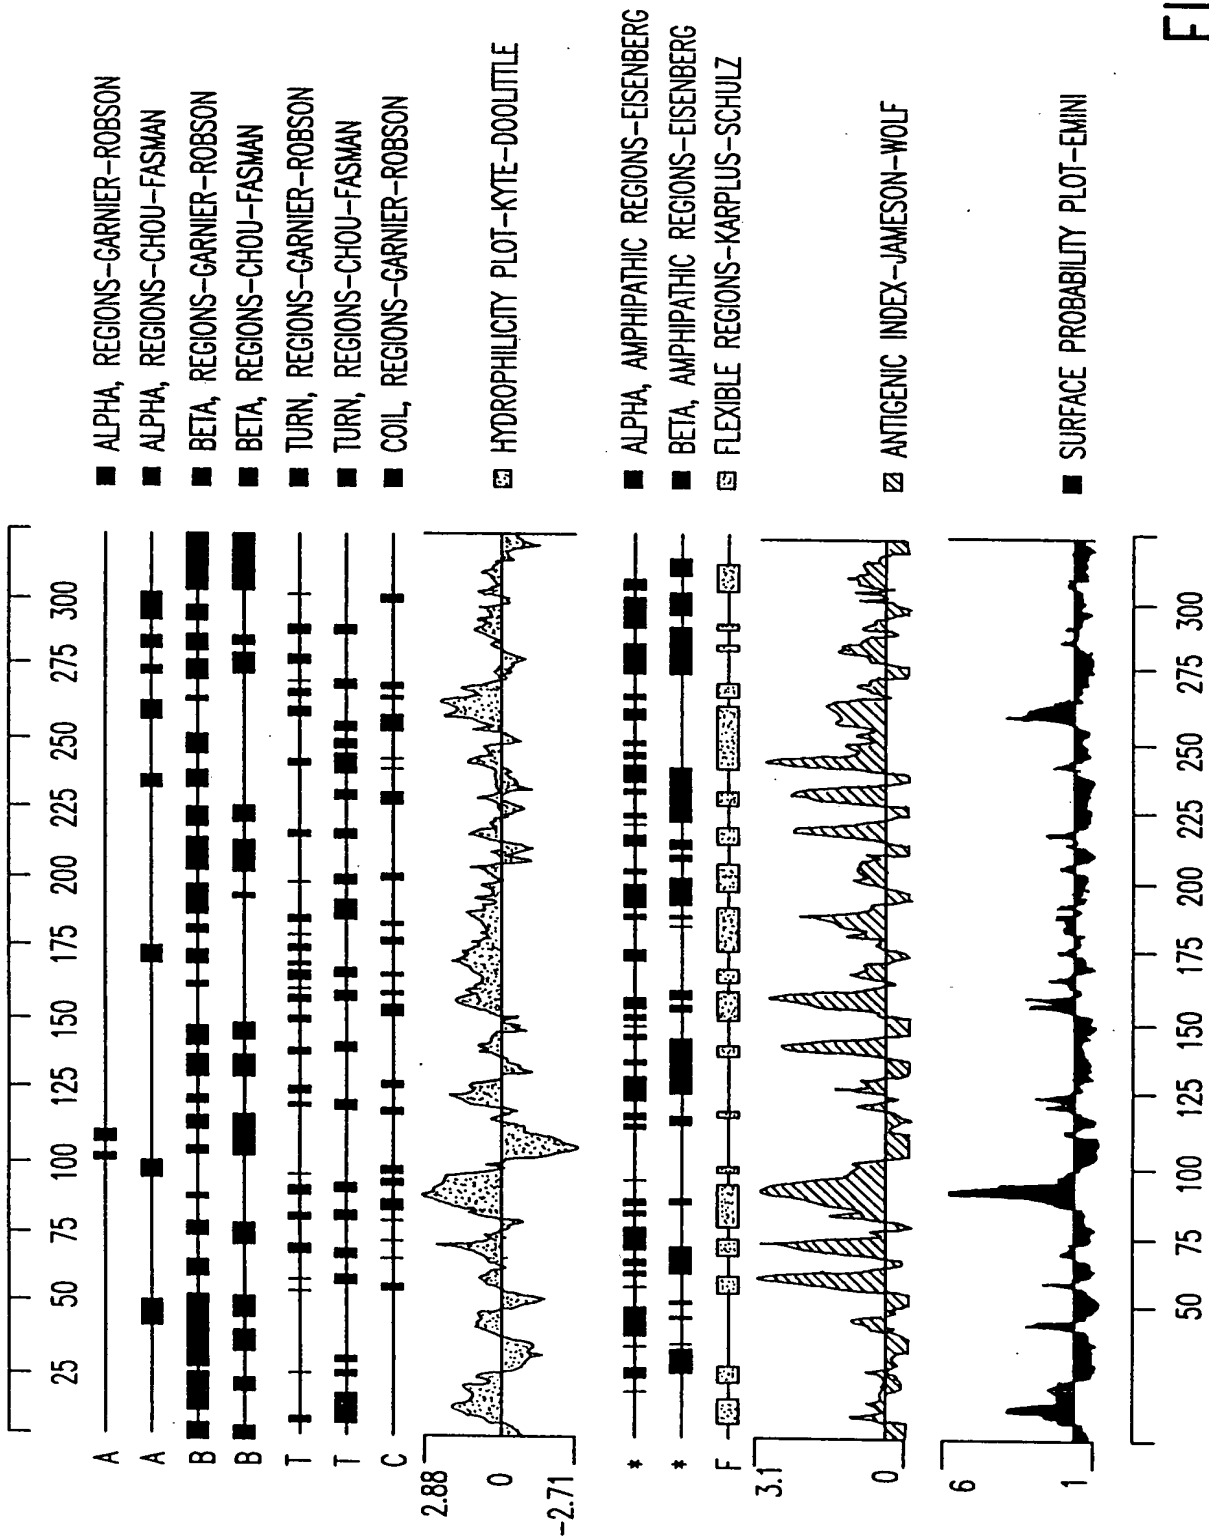 25 50 75 100 125 150 175 200 225 250 275 300
A ALPHA, REGIONS-GARNIER-ROBSON
A ALPHA, REGIONS-CHOU-FASMAN
B BETA, REGIONS-GARNIER-ROBSON
B BETA, REGIONS-CHOU-FASMAN
T TURN, REGIONS-GARNIER-ROBSON
T TURN, REGIONS-CHOU-FASMAN
C COIL, REGIONS-GARNIER-ROBSON
2.88
0 HYDROPHILICITY PLOT-KYTE-DOOLITTLE
-2.71
* ALPHA, AMPHIPATHIC REGIONS-EISENBERG
* BETA, AMPHIPATHIC REGIONS-EISENBERG
F FLEXIBLE REGIONS-KARPLUS-SCHULZ
3.1
0 ANTIGENIC INDEX-JAMESON-WOLF
6
1 SURFACE PROBABILITY PLOT-EMINI
50 75 100 125 150 175 200 225 250 275 300